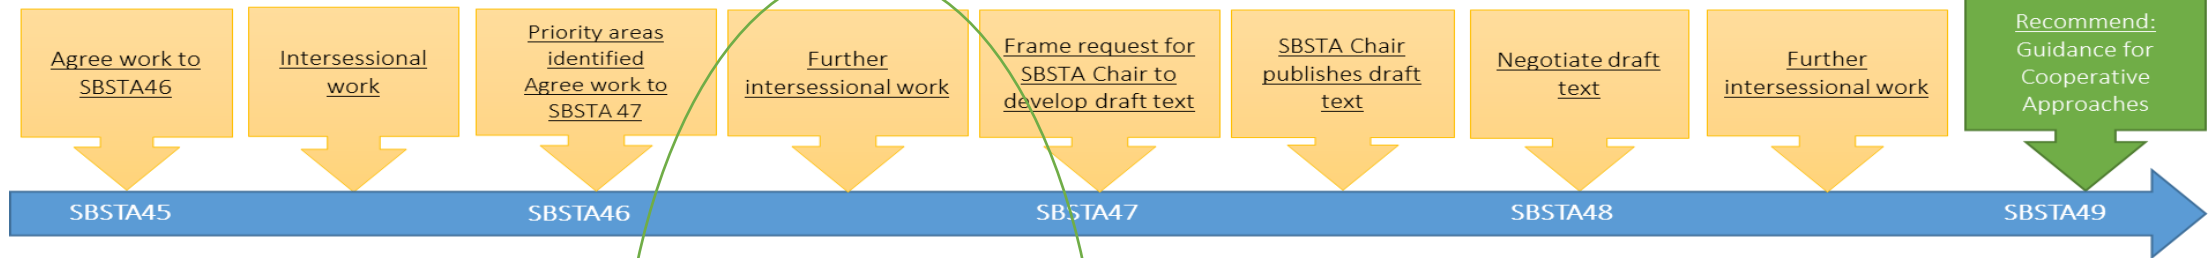 Agree work to
SBSTA46
Intersessional
work
Priority areas
identified
Agree work to
SBSTA 47
Further
intersessional work
Frame request for
SBSTA Chair to
develop draft text
SBSTA Chair
publishes draft
text
Negotiate draft
text
Further
intersessional work
Recommend:
Guidance for
Cooperative
Approaches
SBSTA45
SBSTA46
SBSTA47
SBSTA48
SBSTA49